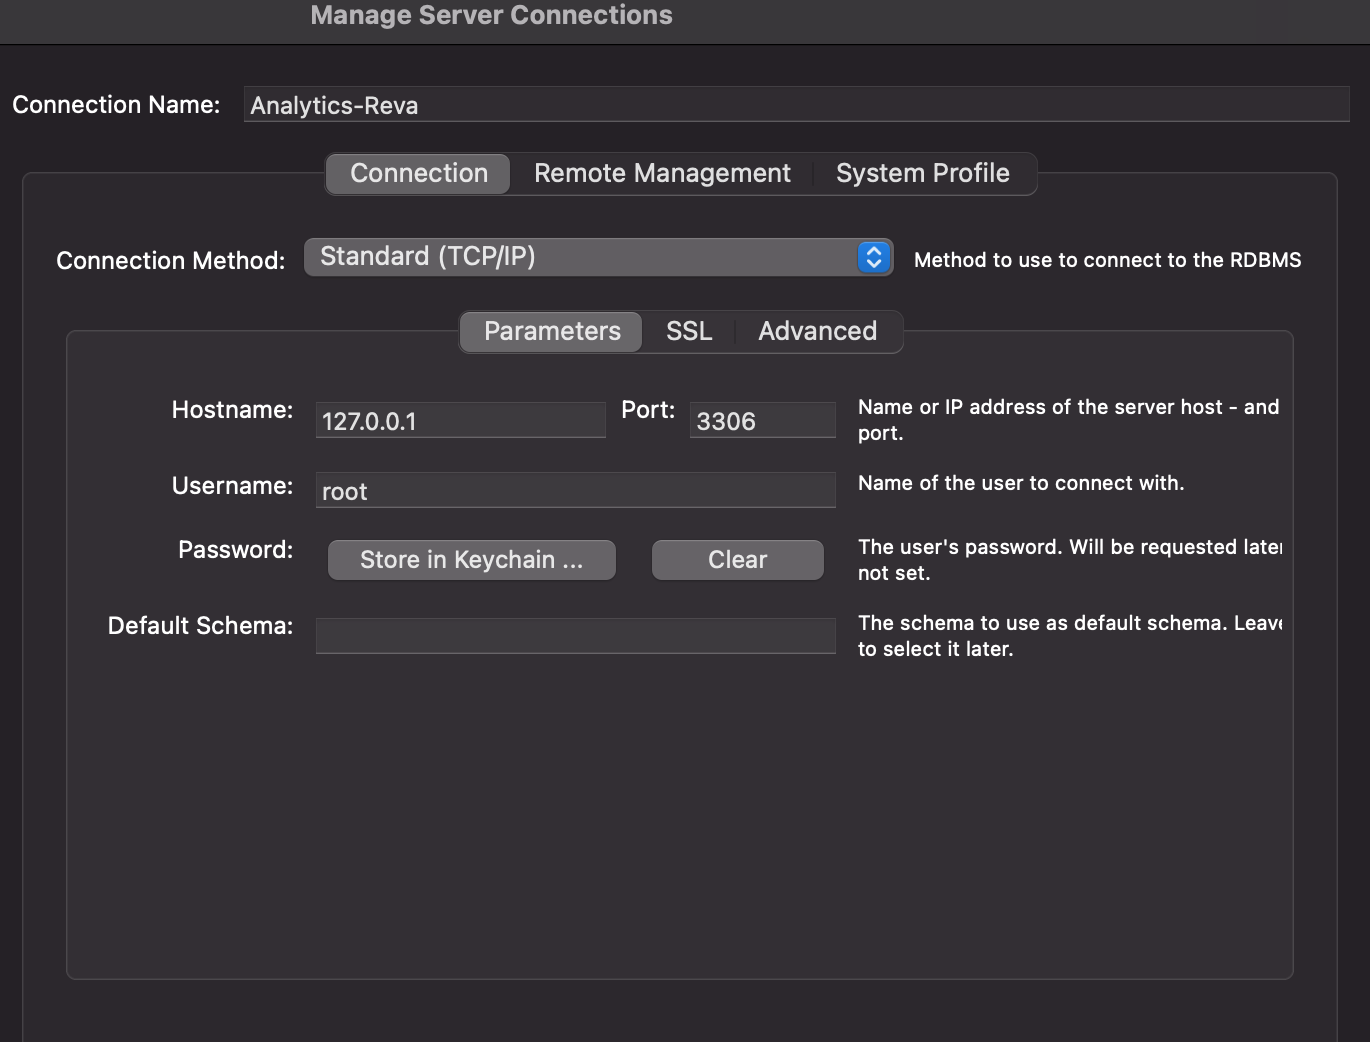 Manage Server Connections
Connection Name: Analytics-Reva
Connection Remote Management System Profile
Connection Method: Standard (TCP/IP) Method to use to connect to the RDBMS
Parameters SSL Advanced
Hostname: 127.0.0.1 Port: 3306 Name or IP address of the server host - and
port.
Username: root Name of the user to connect with.
Password: Store in Keychain ... Clear The user's password. Will be requested later
not set.
Default Schema: The schema to use as default schema. Leave
to select it later.